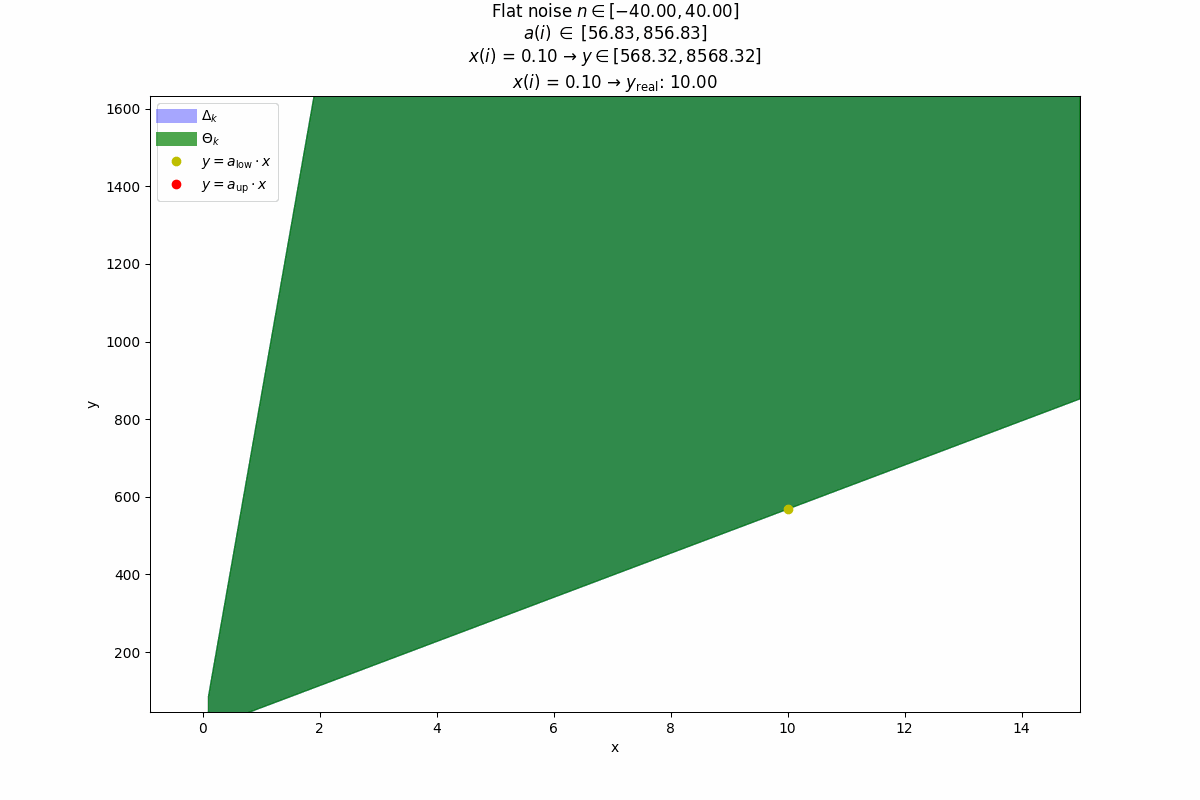 Flat noise n ∈ [−40.00, 40.00]
a(i) ∈ [56.83, 856.83]
x(i) = 0.10 → y ∈ [568.32, 8568.32]
x(i) = 0.10 → y_real: 10.00
Δ_k
Θ_k
y = a_low · x
y = a_up · x
1600
1400
1200
1000
800
600
400
200
y
0 2 4 6 8 10 12 14
x